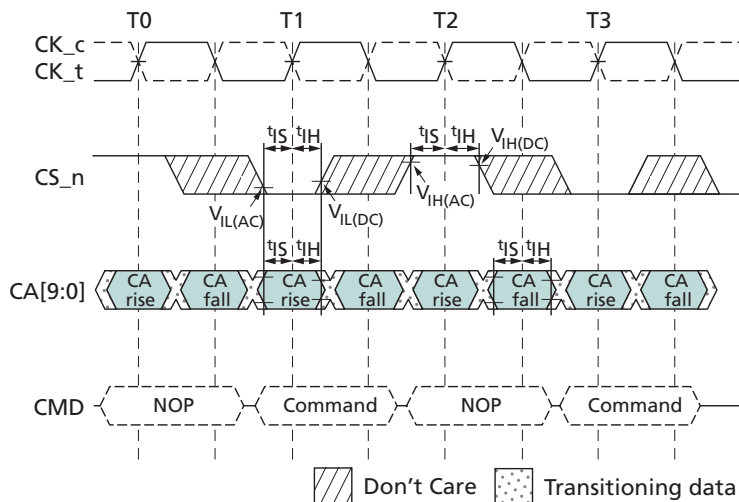 T0 T1 T2 T3
CK_c
CK_t
tIS tIH tIS tIH VIH(DC)
CS_n
VIL(AC) VIL(DC) VIH(AC)
tIS tIH tIS tIH
CA[9:0] CA rise CA fall CA rise CA fall CA rise CA fall CA rise CA fall
CMD NOP Command NOP Command
Don't Care Transitioning data